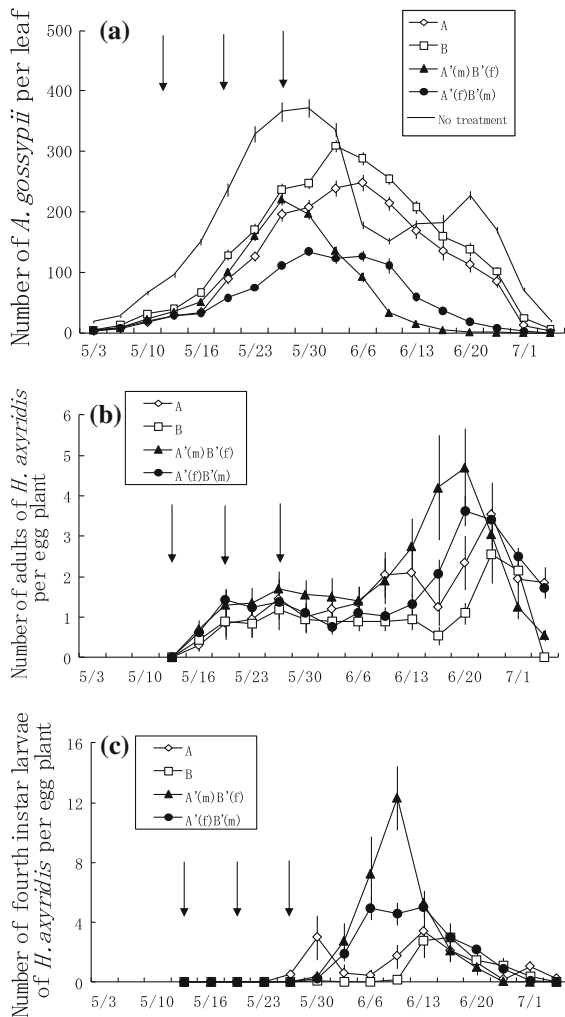 (a)
Number of A. gossypii per leaf
500
400
300
200
100
0
A
B
A'(m)B'(f)
A'(f)B'(m)
No treatment
5/3 5/10 5/16 5/23 5/30 6/6 6/13 6/20 7/1
(b)
Number of adults of H. axyridis
per egg plant
6
5
4
3
2
1
0
A
B
A'(m)B'(f)
A'(f)B'(m)
5/3 5/10 5/16 5/23 5/30 6/6 6/13 6/20 7/1
(c)
Number of fourth instar larvae
of H. axyridis per egg plant
16
12
8
4
0
A
B
A'(m)B'(f)
A'(f)B'(m)
5/3 5/10 5/16 5/23 5/30 6/6 6/13 6/20 7/1